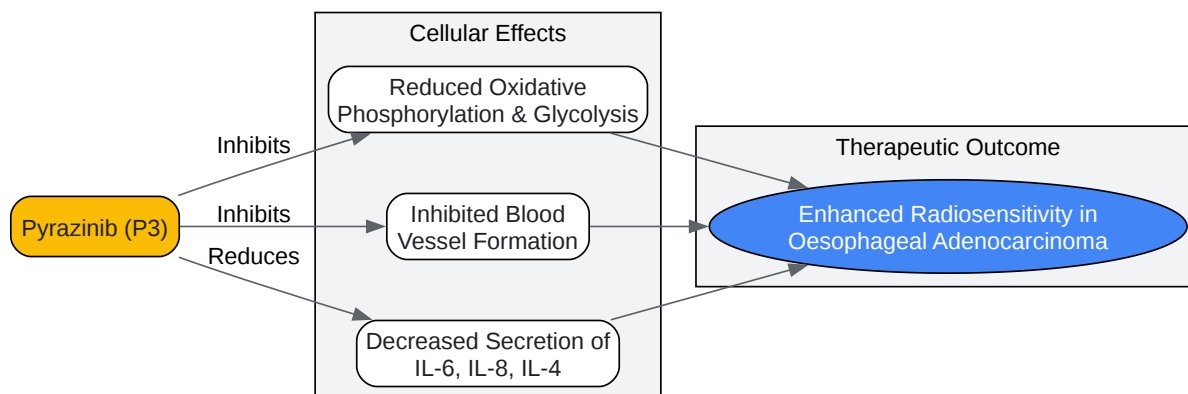 Cellular Effects
Reduced Oxidative
Phosphorylation & Glycolysis
Inhibits
Therapeutic Outcome
Pyrazinib (P3)
Inhibits
Inhibited Blood
Vessel Formation
Enhanced Radiosensitivity in
Oesophageal Adenocarcinoma
Reduces
Decreased Secretion of
IL-6, IL-8, IL-4